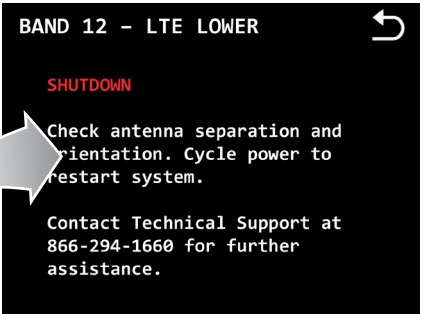 BAND 12 – LTE LOWER
SHUTDOWN
Check antenna separation and
rientation. Cycle power to
restart system.
Contact Technical Support at
866-294-1660 for further
assistance.